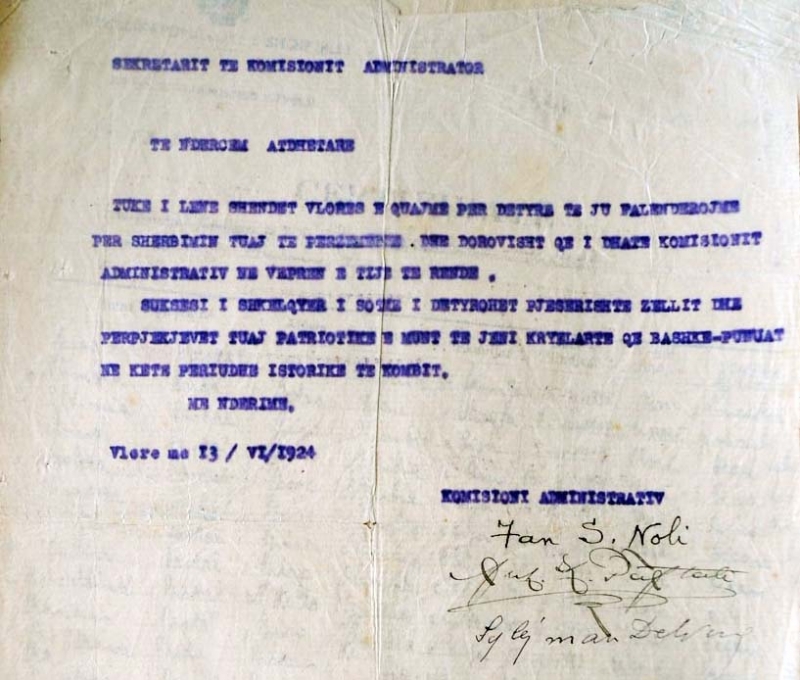 SEKRETARIT TE KOMISIONIT ADMINISTRATOR
TE NDERCEM ATDHETARE
TUKE I LENE SHENDET VLORES E QUAJME PER DETYRE TE JU FALENDEROJME
PER SHERBIMIN TUAJ TE PERZEMERTE . DHE DOROVISHT QE I DHATE KOMISIONIT
ADMINISTRATIV NE VEPREN E TIJE TE RENDE .
SUKSESI I SHKELQYER I SOTME I DETYROHET PJESERISHTE ZELLIT DHE
PERPJEKJEVET TUAJ PATRIOTIKE E MUNT TE JENI KRYELARTE QE BASHKE-PUNUAT
NE KETE PERIUDHE ISTORIKE TE KOMBIT.
ME NDERIME.
Vlore me 13 / VI/1924
KOMISIONI ADMINISTRATIV
Fan S. Noli
Sylejman